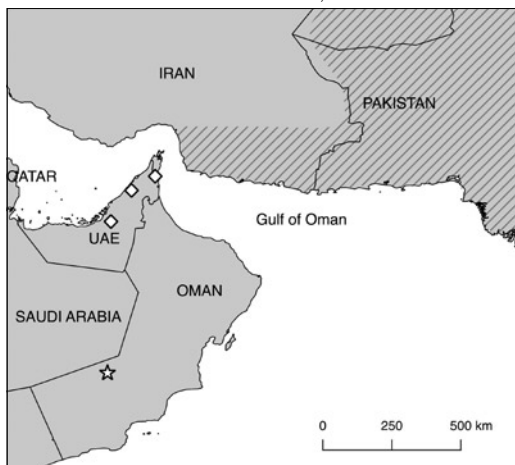 IRAN
PAKISTAN
QATAR
Gulf of Oman
UAE
OMAN
SAUDI ARABIA
0 250 500 km